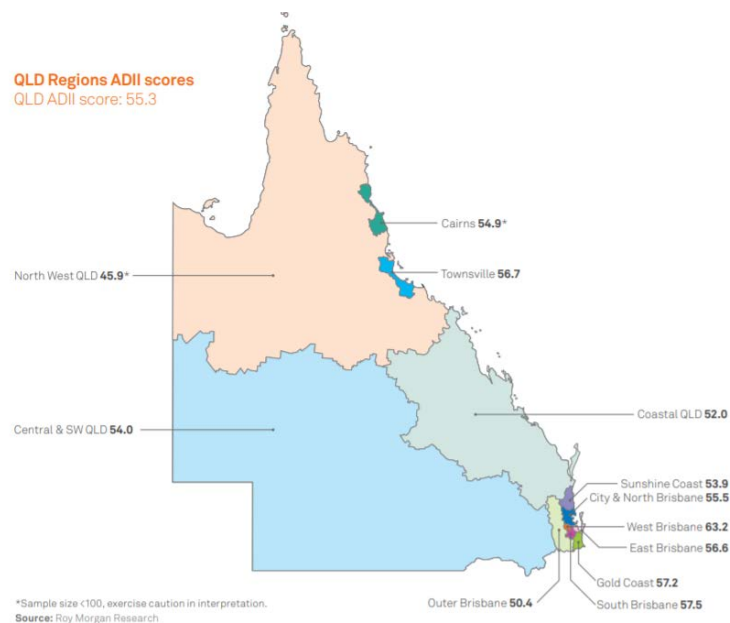 QLD Regions ADII scores
QLD ADII score: 55.3
Cairns 54.9*
North West QLD 45.9*
Townsville 56.7
Coastal QLD 52.0
Central & SW QLD 54.0
Sunshine Coast 53.9
City & North Brisbane 55.5
West Brisbane 63.2
East Brisbane 56.6
Gold Coast 57.2
Outer Brisbane 50.4
South Brisbane 57.5
*Sample size <100, exercise caution in interpretation.
Source: Roy Morgan Research